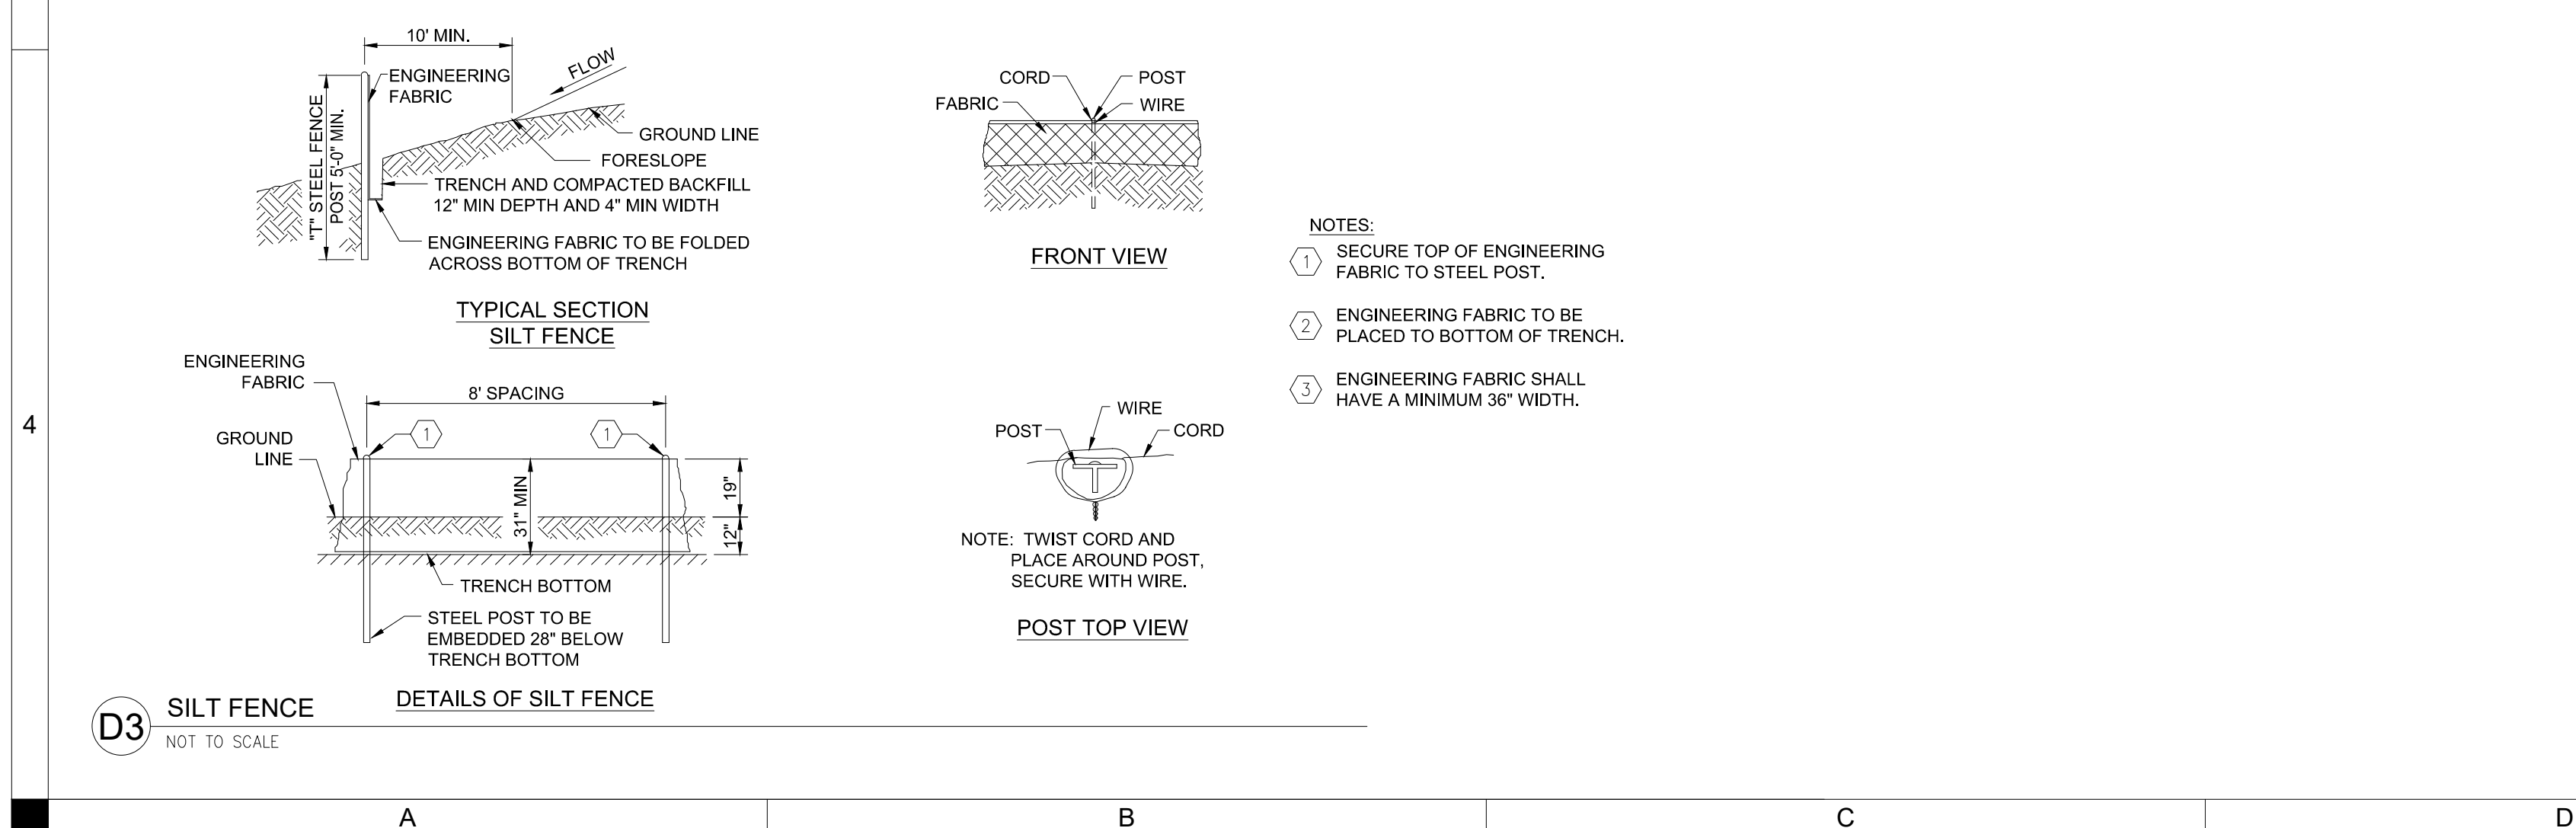 10' MIN.
FLOW
ENGINEERING
FABRIC
"T" STEEL FENCE
POST 5'-0" MIN.
GROUND LINE
FORESLOPE
TRENCH AND COMPACTED BACKFILL
12" MIN DEPTH AND 4" MIN WIDTH
ENGINEERING FABRIC TO BE FOLDED
ACROSS BOTTOM OF TRENCH
TYPICAL SECTION
SILT FENCE
CORD
POST
FABRIC
WIRE
FRONT VIEW
NOTES:
1 SECURE TOP OF ENGINEERING
FABRIC TO STEEL POST.
2 ENGINEERING FABRIC TO BE
PLACED TO BOTTOM OF TRENCH.
3 ENGINEERING FABRIC SHALL
HAVE A MINIMUM 36" WIDTH.
ENGINEERING
FABRIC
8' SPACING
1
1
GROUND
LINE
31" MIN
19"
12"
TRENCH BOTTOM
STEEL POST TO BE
EMBEDDED 28" BELOW
TRENCH BOTTOM
DETAILS OF SILT FENCE
WIRE
POST
CORD
NOTE: TWIST CORD AND
PLACE AROUND POST,
SECURE WITH WIRE.
POST TOP VIEW
D3 SILT FENCE
NOT TO SCALE
4
A
B
C
D